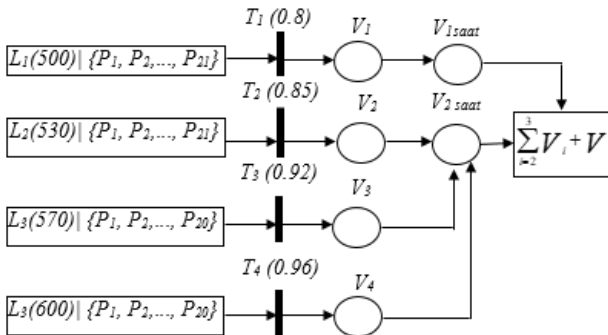 T₁ (0.8)
V₁
V₁saat
L₁(500)| {P₁, P₂,..., P₂₁}
T₂ (0.85)
V₂
V₂ saat
L₂(530)| {P₁, P₂,..., P₂₁}
3
∑ Vᵢ + V
i=2
T₃ (0.92)
V₃
L₃(570)| {P₁, P₂,..., P₂₀}
T₄ (0.96)
V₄
L₃(600)| {P₁, P₂,..., P₂₀}